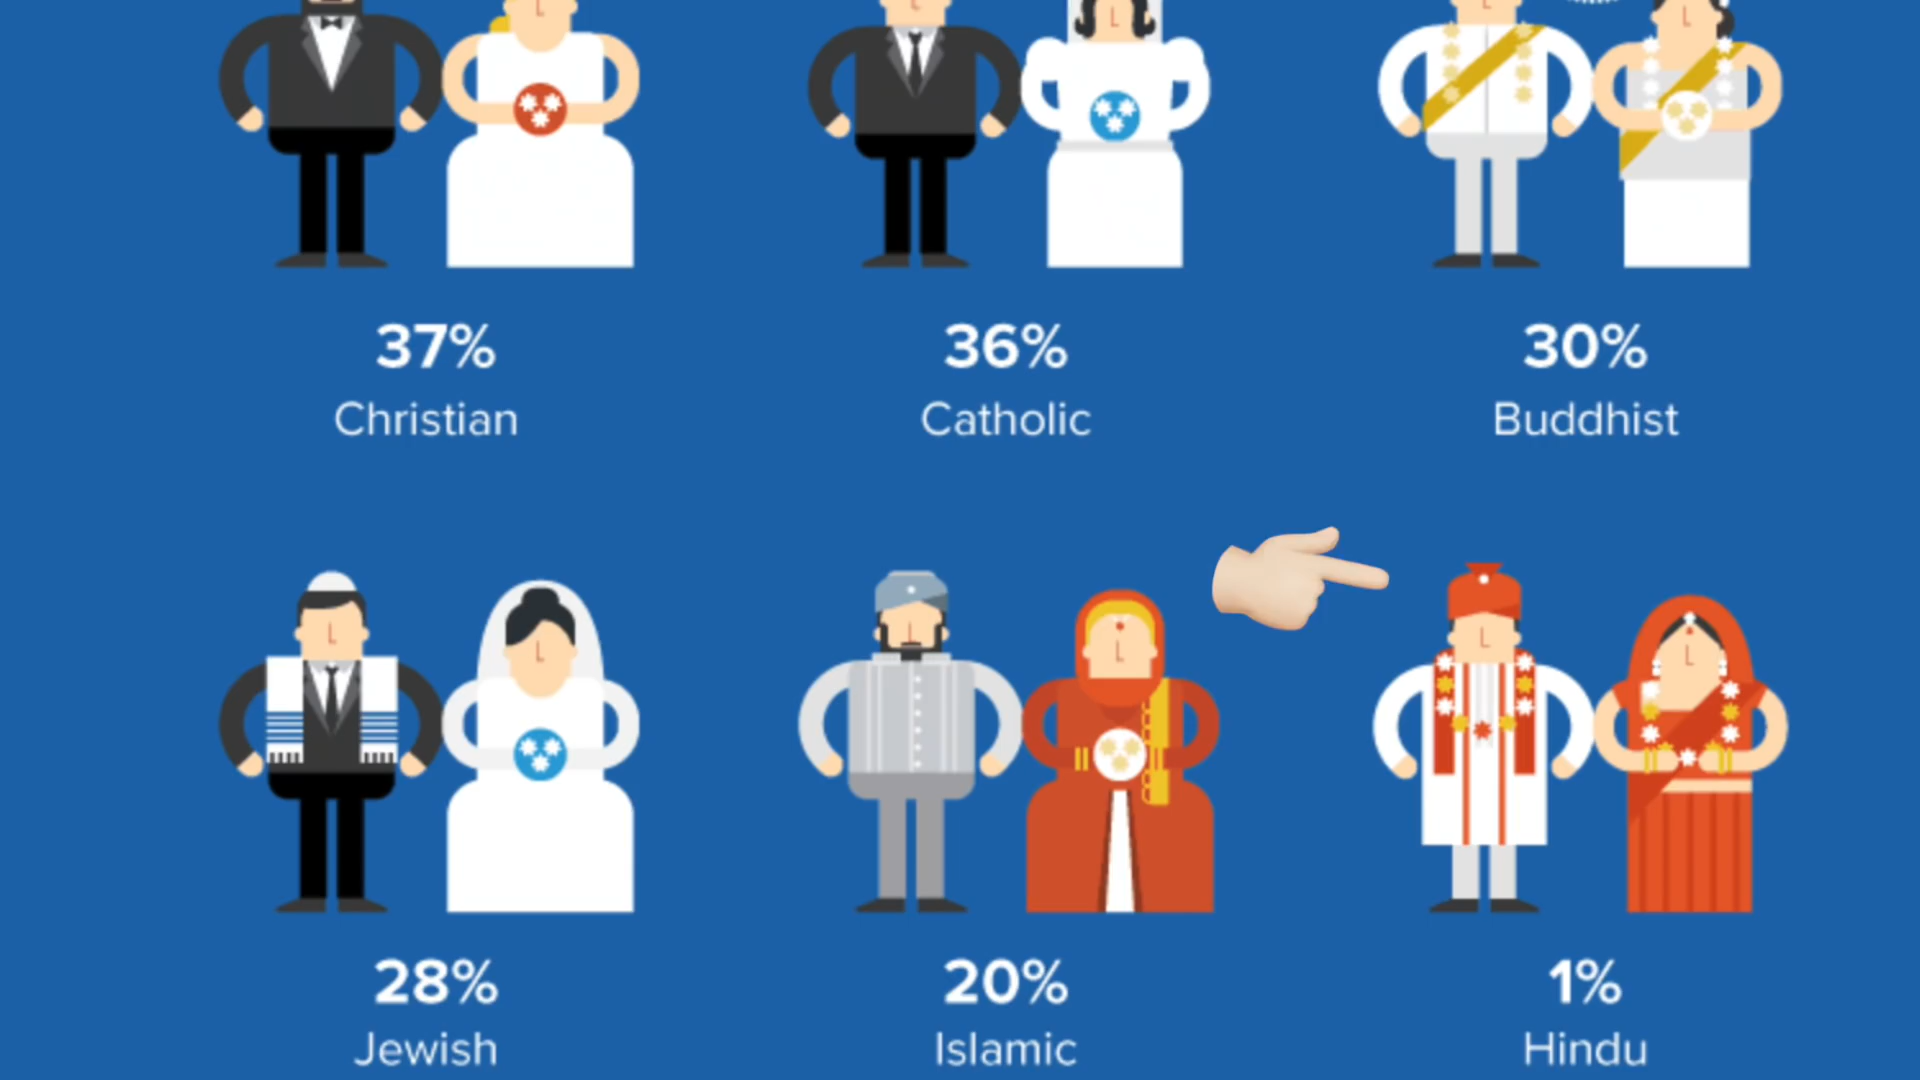 37%
Christian
36%
Catholic
30%
Buddhist
28%
Jewish
20%
Islamic
1%
Hindu